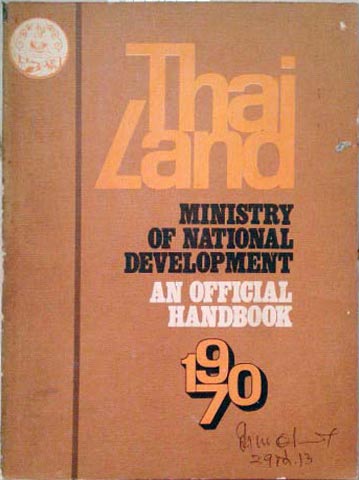 Thai
Land
MINISTRY
OF NATIONAL
DEVELOPMENT
AN OFFICIAL
HANDBOOK
1970